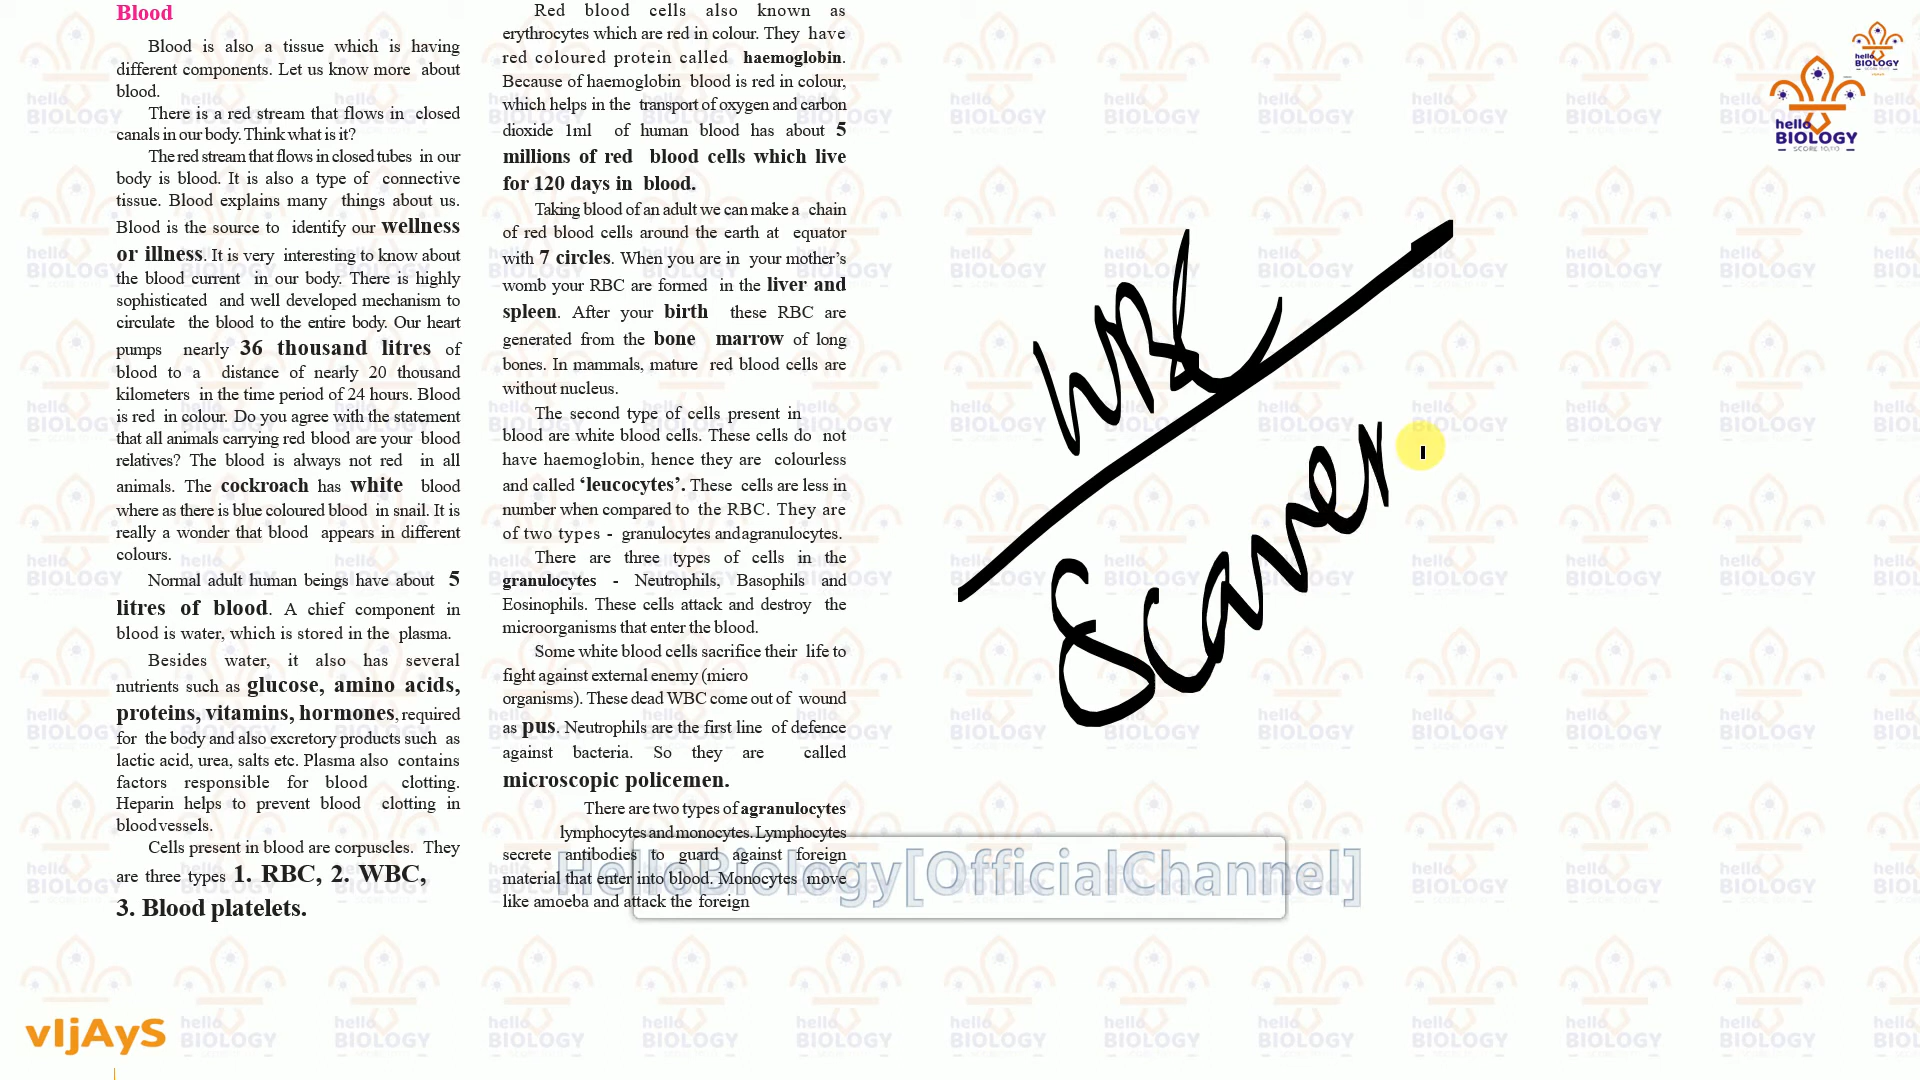 Blood
Blood is also a tissue which is having
different components. Let us know more about
blood.
There is a red stream that flows in closed
canals in our body. Think what is it?
The red stream that flows in closed tubes in our
body is blood. It is also a type of connective
tissue. Blood explains many things about us.
Blood is the source to identify our wellness
or illness. It is very interesting to know about
the blood current in our body. There is highly
sophisticated and well developed mechanism to
circulate the blood to the entire body. Our heart
pumps nearly 36 thousand litres of
blood to a distance of nearly 20 thousand
kilometers in the time period of 24 hours. Blood
is red in colour. Do you agree with the statement
that all animals carrying red blood are your blood
relatives? The blood is always not red in all
animals. The cockroach has white blood
where as there is blue coloured blood in snail. It is
really a wonder that blood appears in different
colours.
Normal adult human beings have about 5
litres of blood. A chief component in
blood is water, which is stored in the plasma.
Besides water, it also has several
nutrients such as glucose, amino acids,
proteins, vitamins, hormones, required
for the body and also excretory products such as
lactic acid, urea, salts etc. Plasma also contains
factors responsible for blood clotting.
Heparin helps to prevent blood clotting in
blood vessels.
Cells present in blood are corpuscles. They
are three types 1. RBC, 2. WBC,
3. Blood platelets.
Red blood cells also known as
erythrocytes which are red in colour. They have
red coloured protein called haemoglobin.
Because of haemoglobin blood is red in colour,
which helps in the transport of oxygen and carbon
dioxide 1ml of human blood has about 5
millions of red blood cells which live
for 120 days in blood.
Taking blood of an adult we can make a chain
of red blood cells around the earth at equator
with 7 circles. When you are in your mother's
womb your RBC are formed in the liver and
spleen. After your birth these RBC are
generated from the bone marrow of long
bones. In mammals, mature red blood cells are
without nucleus.
The second type of cells present in
blood are white blood cells. These cells do not
have haemoglobin, hence they are colourless
and called ‘leucocytes’. These cells are less in
number when compared to the RBC. They are
of two types - granulocytes andagranulocytes.
There are three types of cells in the
granulocytes - Neutrophils, Basophils and
Eosinophils. These cells attack and destroy the
microorganisms that enter the blood.
Some white blood cells sacrifice their life to
fight against external enemy (micro
organisms). These dead WBC come out of wound
as pus. Neutrophils are the first line of defence
against bacteria. So they are called
microscopic policemen.
There are two types of agranulocytes
lymphocytes and monocytes. Lymphocytes
secrete antibodies to guard against foreign
material that enter into blood. Monocytes move
like amoeba and attack the foreign
WBC
Scaner
hello
BIOLOGY
SCORE 10/10
HelloBiology[OfficialChannel]
vIjAyS